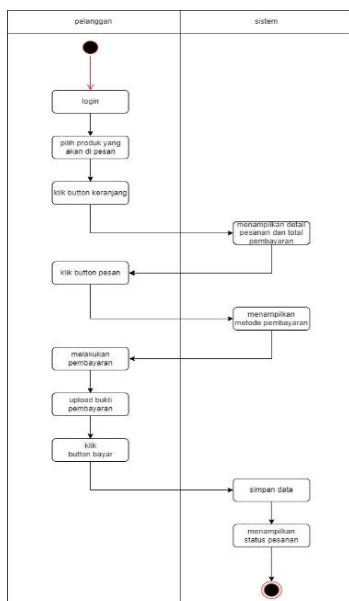 pelanggan
sistem
login
pilih produk yang
akan di pesan
klik button keranjang
menampilkan detail
pesanan dan total
pembayaran
klik button pesan
menampilkan
metode pembayaran
melakukan
pembayaran
upload bukti
pembayaran
klik
button bayar
simpan data
menampilkan
status pesanan